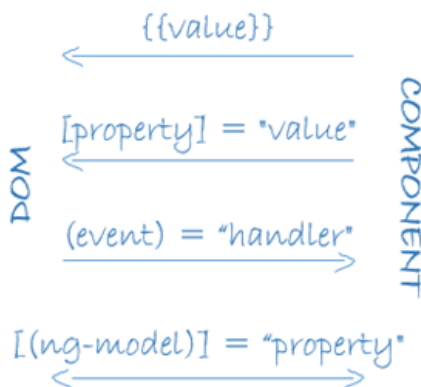 {{value}}
[property] = "value"
DOM
COMPONENT
(event) = "handler"
[(ng-model)] = "property"